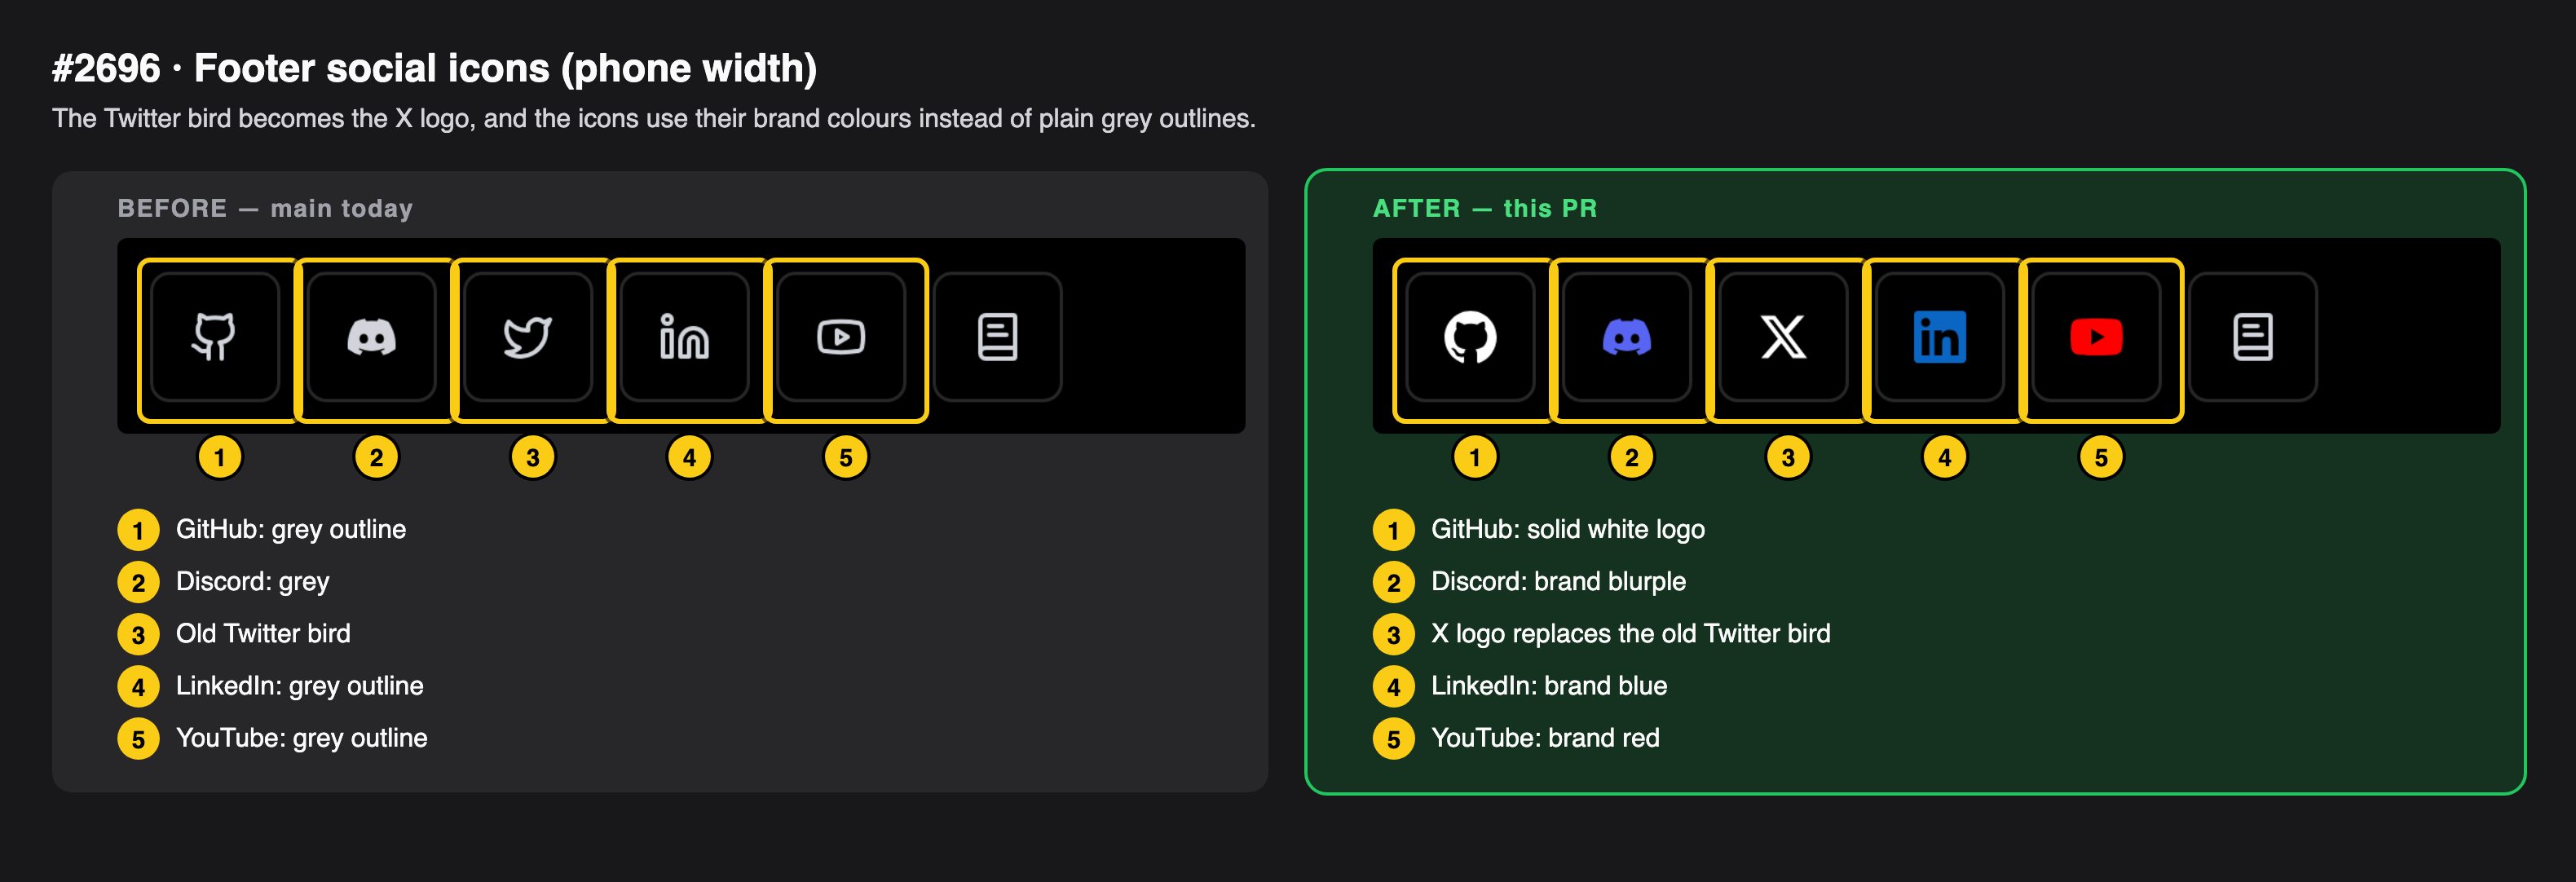 #2696 · Footer social icons (phone width)
The Twitter bird becomes the X logo, and the icons use their brand colours instead of plain grey outlines.
BEFORE — main today
1 2 3 4 5
1 GitHub: grey outline
2 Discord: grey
3 Old Twitter bird
4 LinkedIn: grey outline
5 YouTube: grey outline
AFTER — this PR
in
1 2 3 4 5
1 GitHub: solid white logo
2 Discord: brand blurple
3 X logo replaces the old Twitter bird
4 LinkedIn: brand blue
5 YouTube: brand red